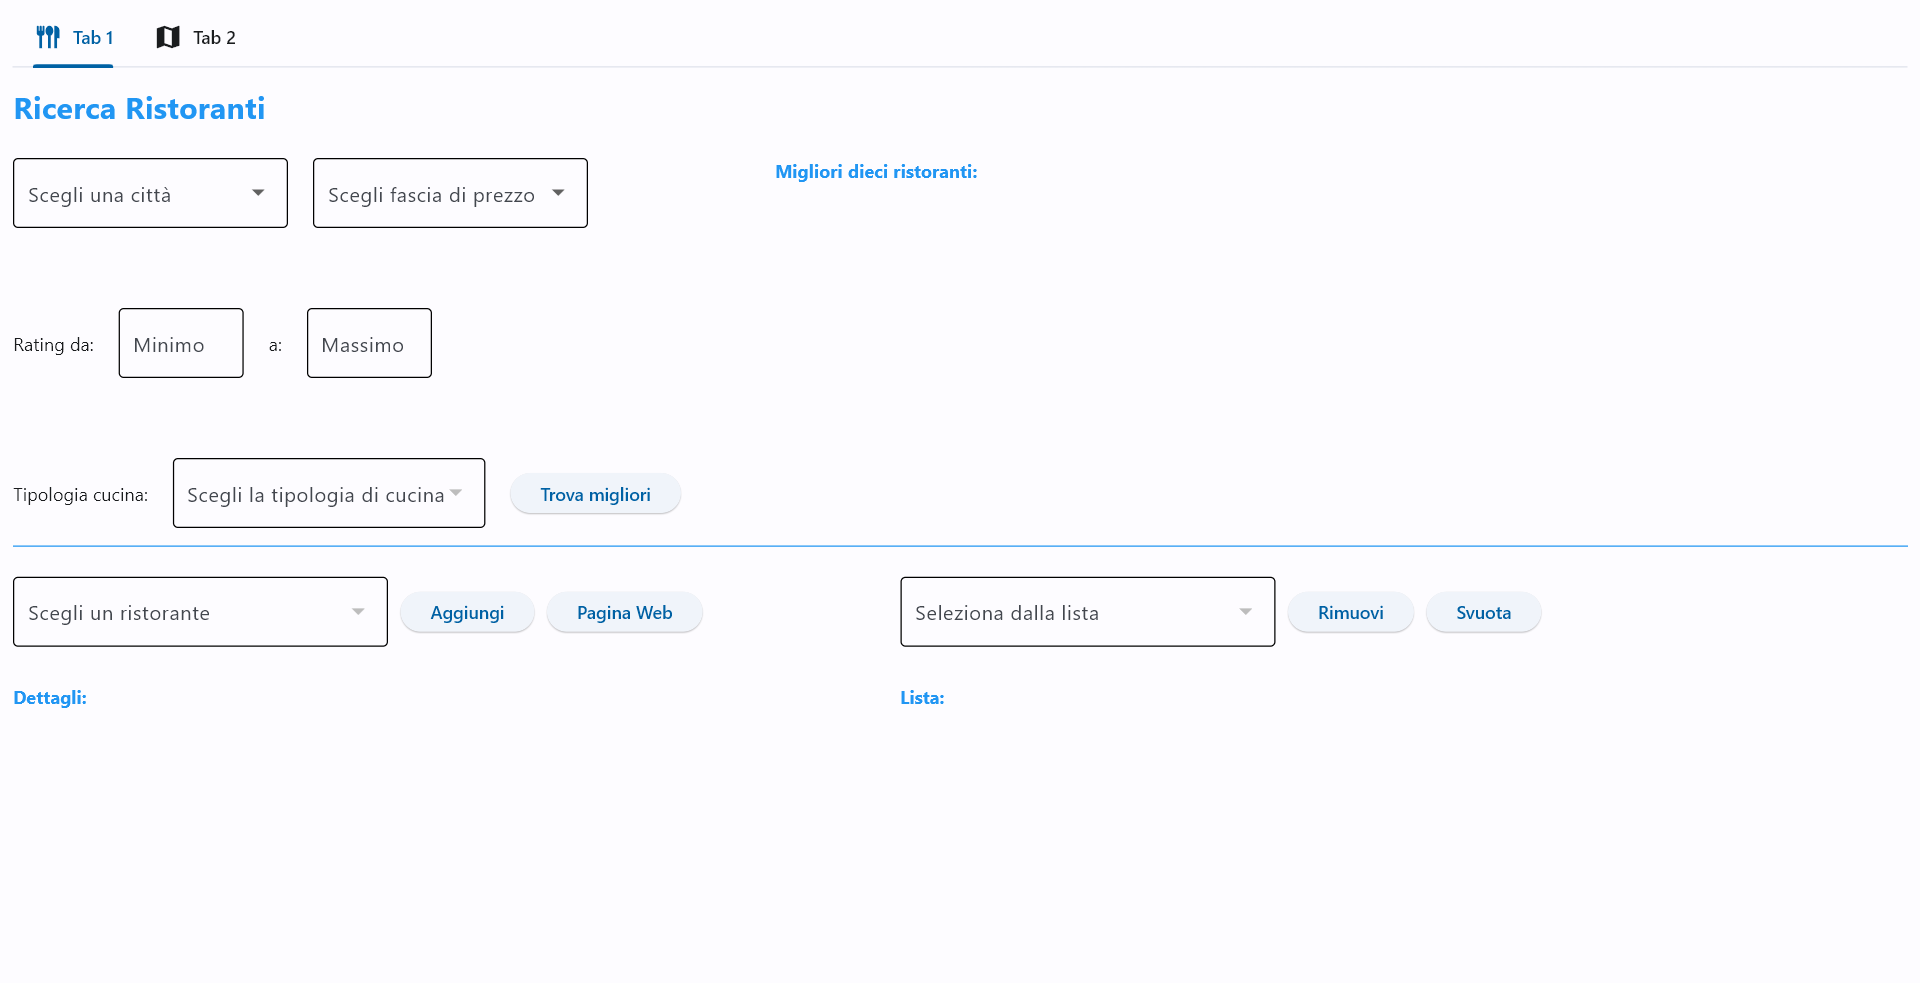 Tab 1
Tab 2
Ricerca Ristoranti
Scegli una città
Scegli fascia di prezzo
Migliori dieci ristoranti:
Rating da:
Minimo
a:
Massimo
Tipologia cucina:
Scegli la tipologia di cucina
Trova migliori
Scegli un ristorante
Aggiungi
Pagina Web
Seleziona dalla lista
Rimuovi
Svuota
Dettagli:
Lista: